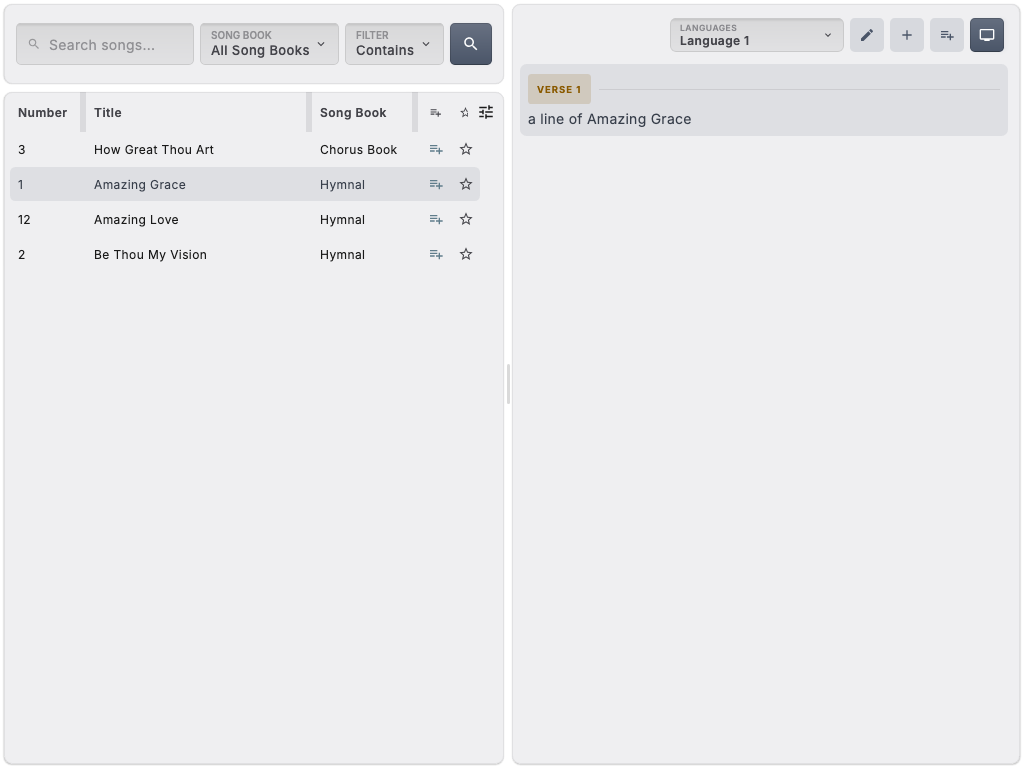 Search songs...
SONG BOOK
All Song Books
FILTER
Contains
Number Title Song Book
3 How Great Thou Art Chorus Book
1 Amazing Grace Hymnal
12 Amazing Love Hymnal
2 Be Thou My Vision Hymnal
LANGUAGES
Language 1
VERSE 1
a line of Amazing Grace